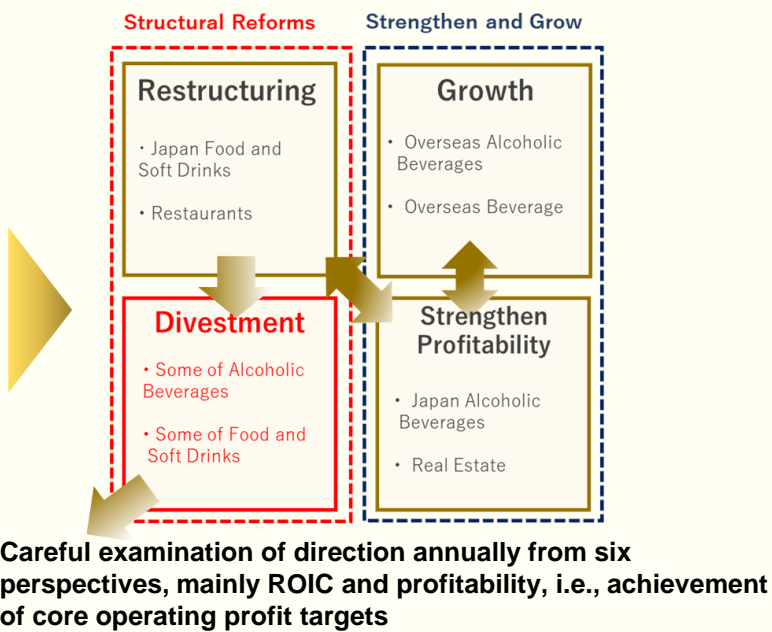 Structural Reforms
Strengthen and Grow
Restructuring
・Japan Food and
Soft Drinks
・Restaurants
Growth
・ Overseas Alcoholic
Beverages
・ Overseas Beverage
Divestment
・Some of Alcoholic
Beverages
・Some of Food and
Soft Drinks
Strengthen
Profitability
・ Japan Alcoholic
Beverages
・ Real Estate
Careful examination of direction annually from six
perspectives, mainly ROIC and profitability, i.e., achievement
of core operating profit targets